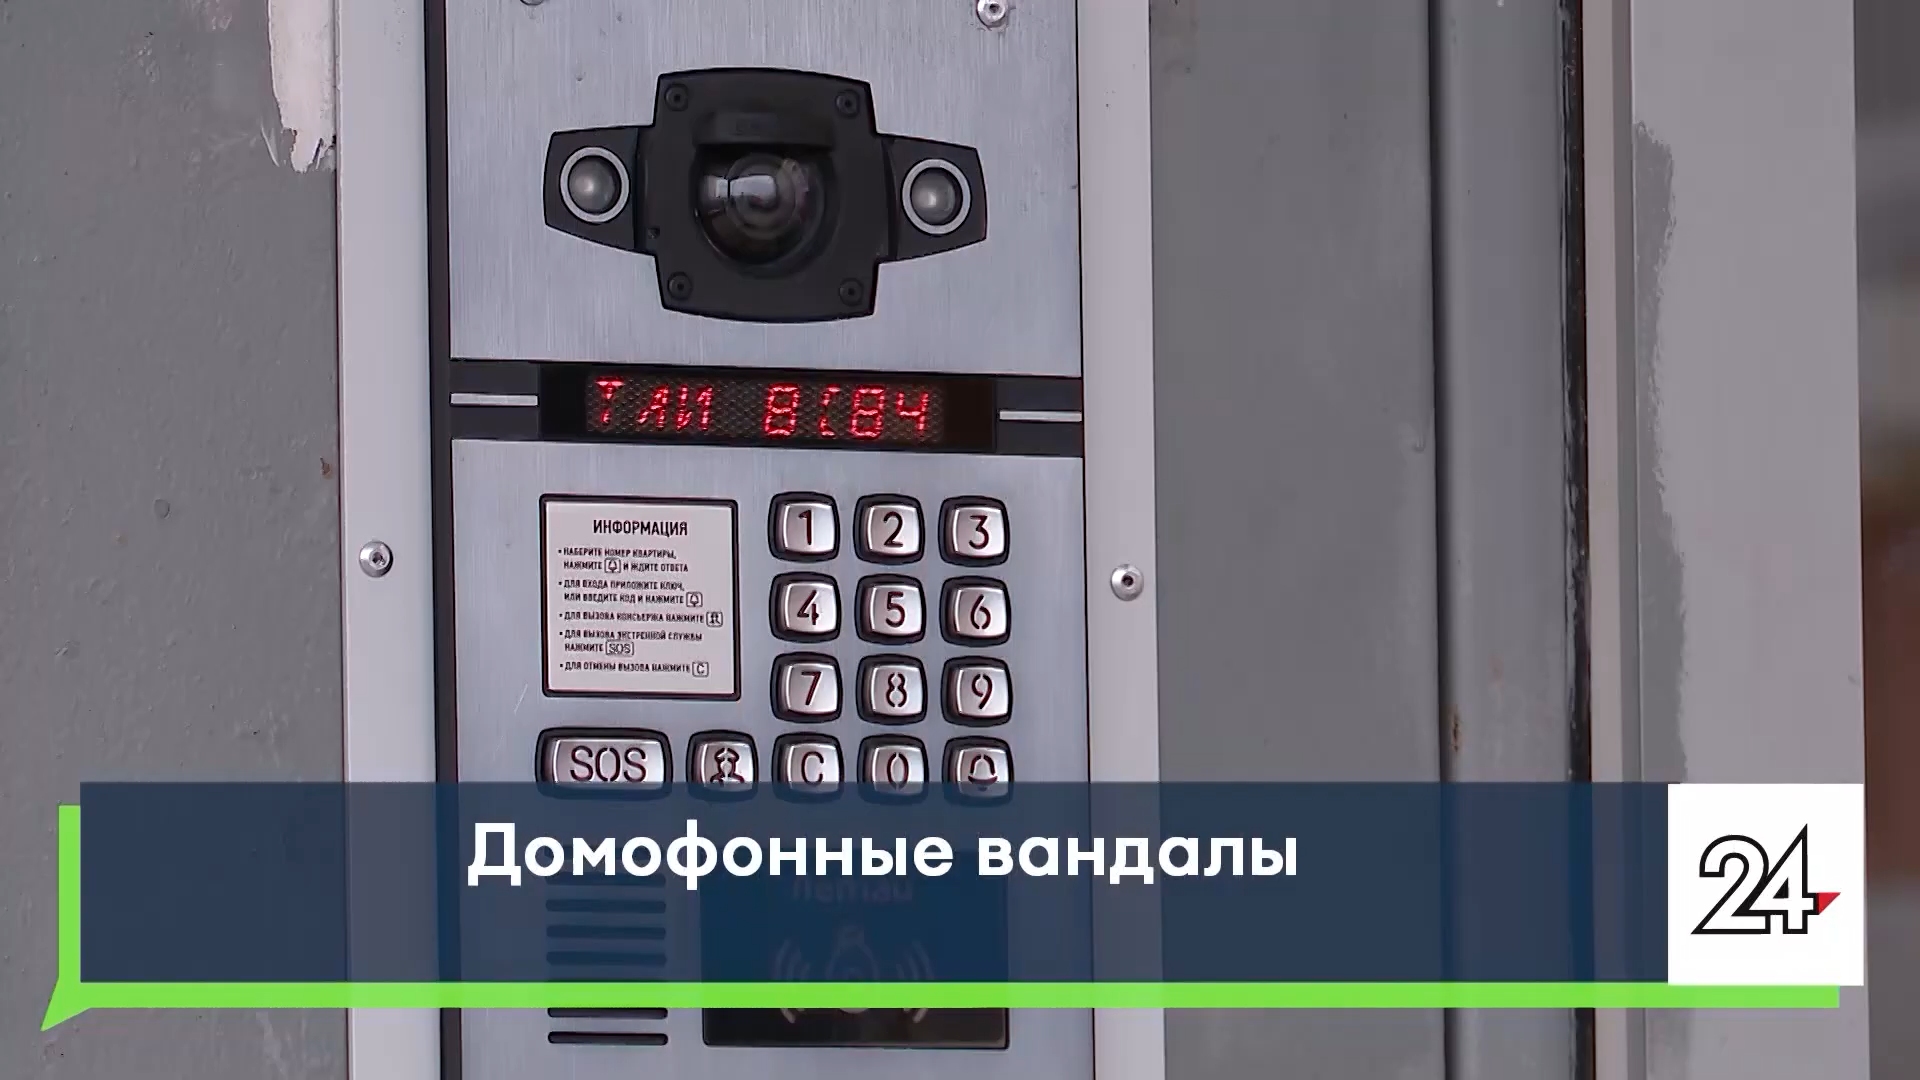 ИНФОРМАЦИЯ
• НАБЕРИТЕ НОМЕР КВАРТИРЫ,
НАЖМИТЕ И ЖДИТЕ ОТВЕТА
• ДЛЯ ВХОДА ПРИЛОЖИТЕ КЛЮЧ,
ИЛИ ВВЕДИТЕ КОД И НАЖМИТЕ
• ДЛЯ ВЫЗОВА КОНСЬЕРЖА НАЖМИТЕ
• ДЛЯ ВЫЗОВА ЭКСТРЕННОЙ СЛУЖБЫ
НАЖМИТЕ SOS
• ДЛЯ ОТМЕНЫ ВЫЗОВА НАЖМИТЕ C
1 2 3
4 5 6
7 8 9
SOS C 0
Домофонные вандалы
24